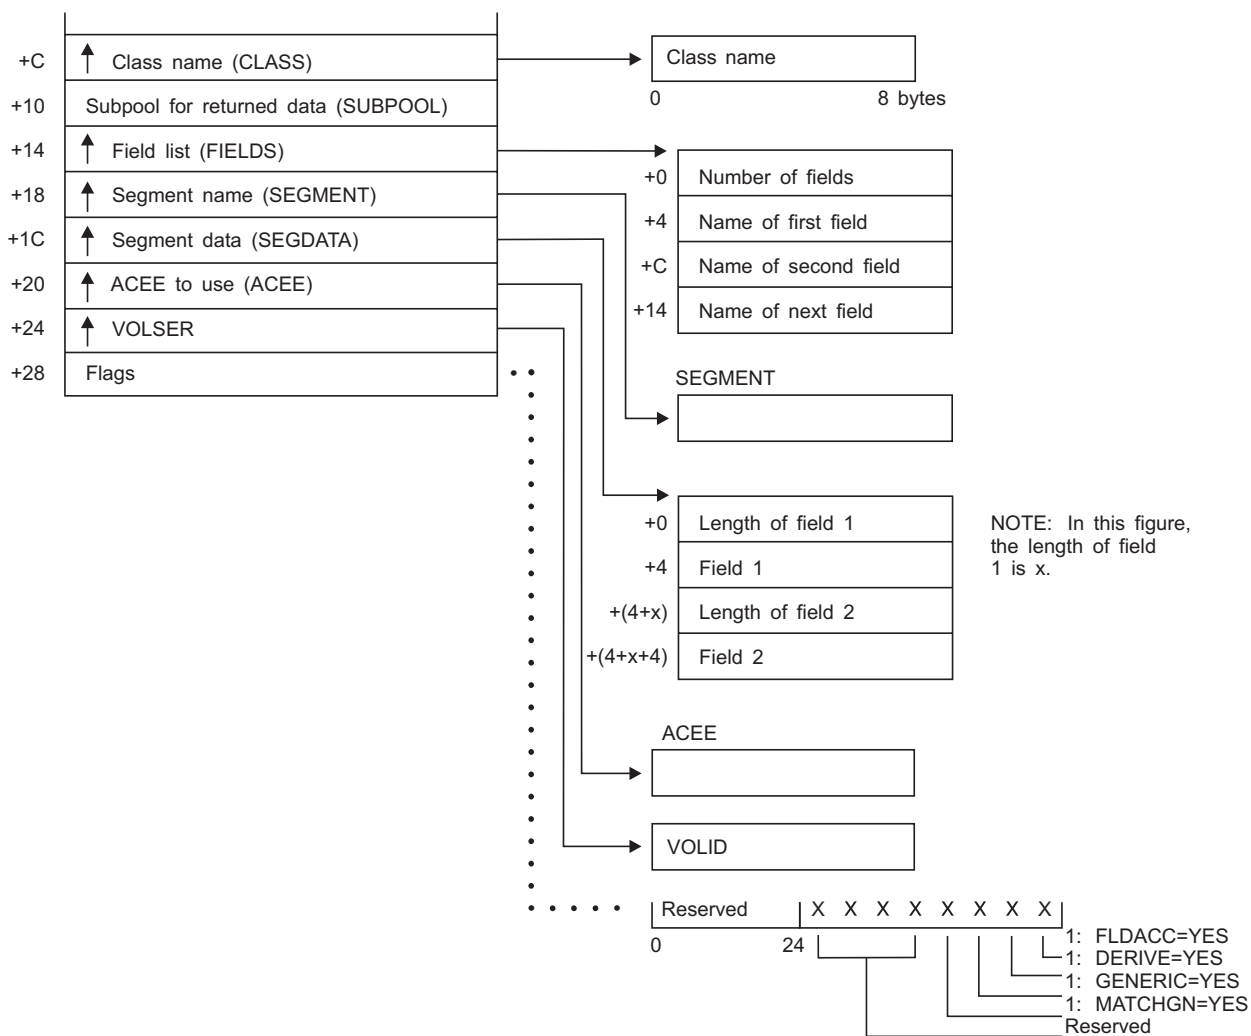 +C Class name (CLASS)
Class name
0 8 bytes
+10 Subpool for returned data (SUBPOOL)
+14 Field list (FIELDS)
+0 Number of fields
+4 Name of first field
+C Name of second field
+14 Name of next field
+18 Segment name (SEGMENT)
+1C Segment data (SEGDATA)
+20 ACEE to use (ACEE)
+24 VOLSER
+28 Flags
SEGMENT
+0 Length of field 1
+4 Field 1
+(4+x) Length of field 2
+(4+x+4) Field 2
NOTE: In this figure,
the length of field
1 is x.
ACEE
VOLID
Reserved X X X X X X X X
0 24
1: FLDACC=YES
1: DERIVE=YES
1: GENERIC=YES
1: MATCHGN=YES
Reserved